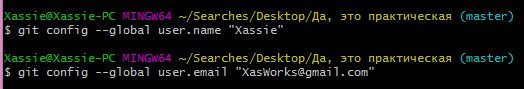 Xassie@Xassie-PC MINGW64 ~/Searches/Desktop/Да, это практическая (master)
$ git config --global user.name "Xassie"
Xassie@Xassie-PC MINGW64 ~/Searches/Desktop/Да, это практическая (master)
$ git config --global user.email "XasWorks@gmail.com"